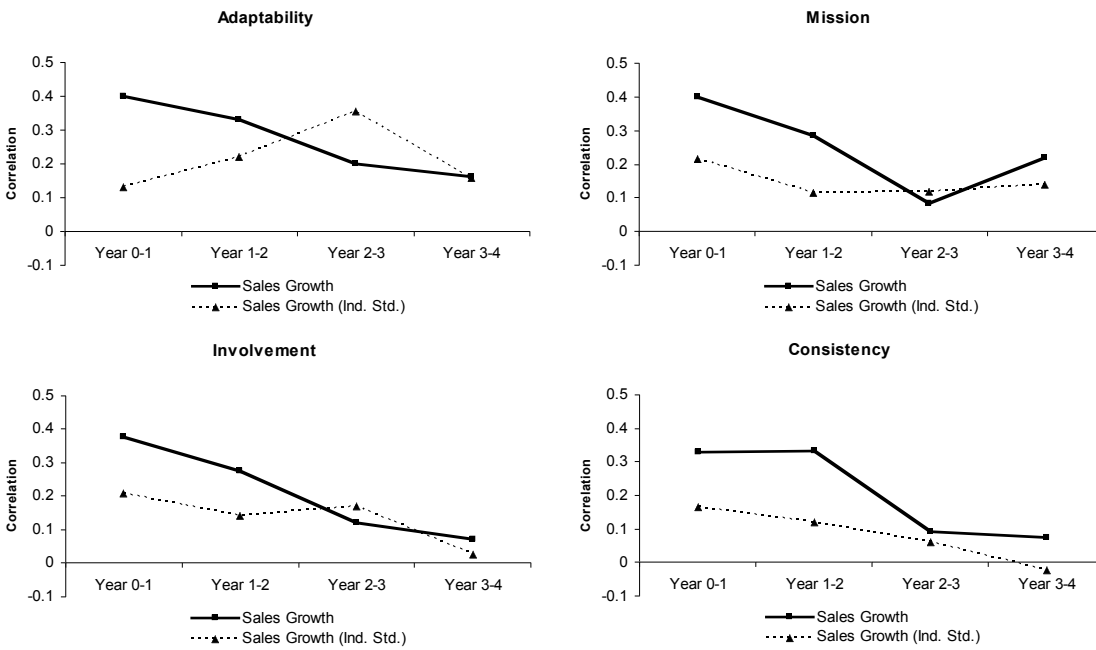 Adaptability
0.5
0.4
0.3
0.2
0.1
0
-0.1
Correlation
Year 0-1 Year 1-2 Year 2-3 Year 3-4
Sales Growth
Sales Growth (Ind. Std.)
Mission
0.5
0.4
0.3
0.2
0.1
0
-0.1
Correlation
Year 0-1 Year 1-2 Year 2-3 Year 3-4
Sales Growth
Sales Growth (Ind. Std.)
Involvement
0.5
0.4
0.3
0.2
0.1
0
-0.1
Correlation
Year 0-1 Year 1-2 Year 2-3 Year 3-4
Sales Growth
Sales Growth (Ind. Std.)
Consistency
0.5
0.4
0.3
0.2
0.1
0
-0.1
Correlation
Year 0-1 Year 1-2 Year 2-3 Year 3-4
Sales Growth
Sales Growth (Ind. Std.)